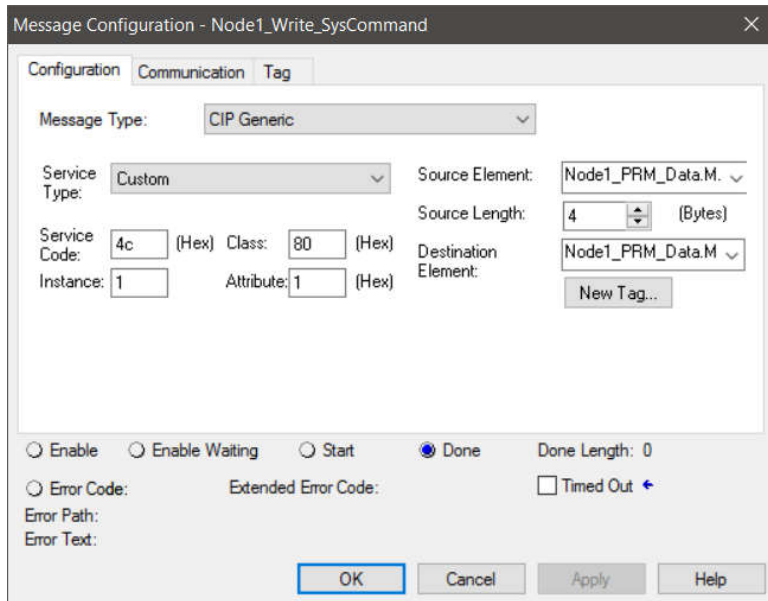 Message Configuration - Node1_Write_SysCommand
Configuration Communication Tag
Message Type: CIP Generic
Service Type: Custom
Source Element: Node1_PRM_Data.M.
Source Length: 4 (Bytes)
Service Code: 4c (Hex) Class: 80 (Hex)
Destination Element: Node1_PRM_Data.M
Instance: 1 Attribute: 1 (Hex)
New Tag...
Enable Enable Waiting Start Done Done Length: 0
Error Code: Extended Error Code: Timed Out
Error Path:
Error Text:
OK Cancel Apply Help